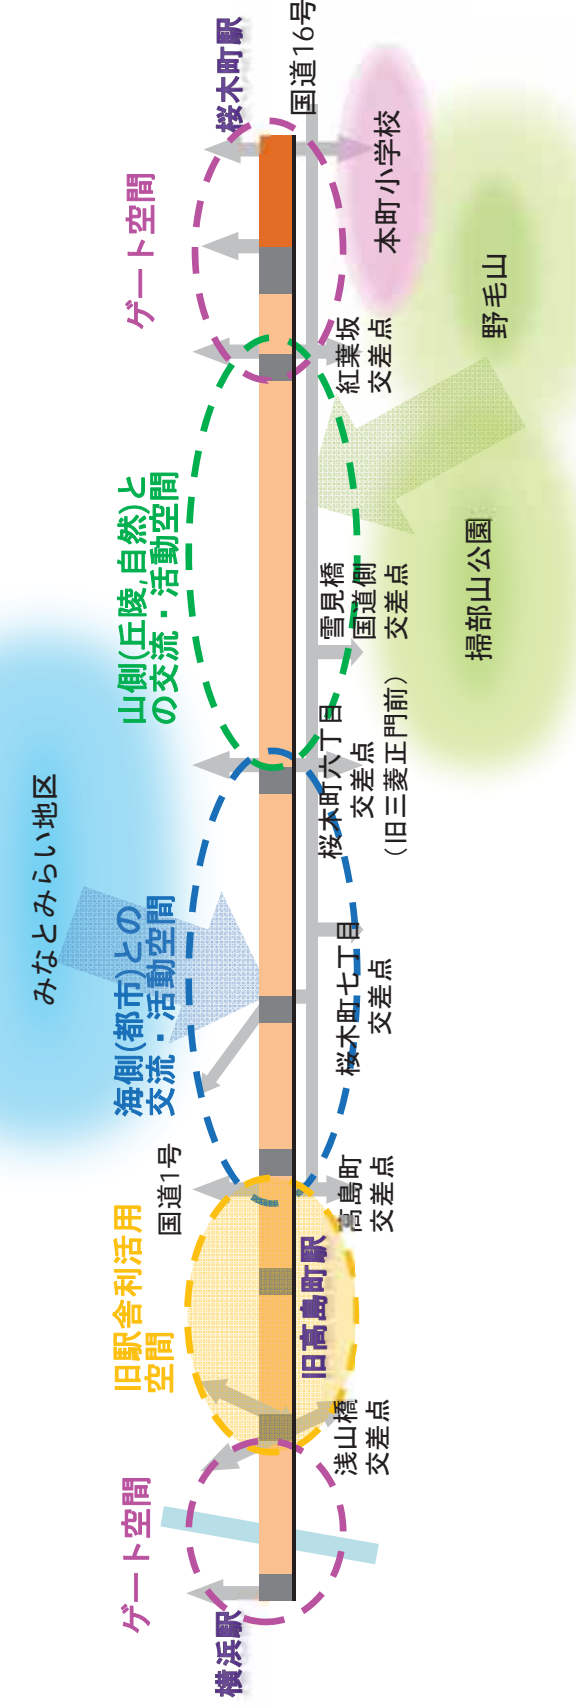 みなとみらい地区
ゲート空間
旧駅舎利活用
空間
海側(都市)との
交流・活動空間
山側(丘陵,自然)と
の交流・活動空間
ゲート空間
国道1号
横浜駅
桜木町駅
国道16号
旧高島町駅
浅山橋
交差点
高島町
交差点
桜木町七丁目
交差点
桜木町六丁目
交差点
(旧三菱正門前)
雪見橋
国道側
交差点
紅葉坂
交差点
本町小学校
掃部山公園
野毛山